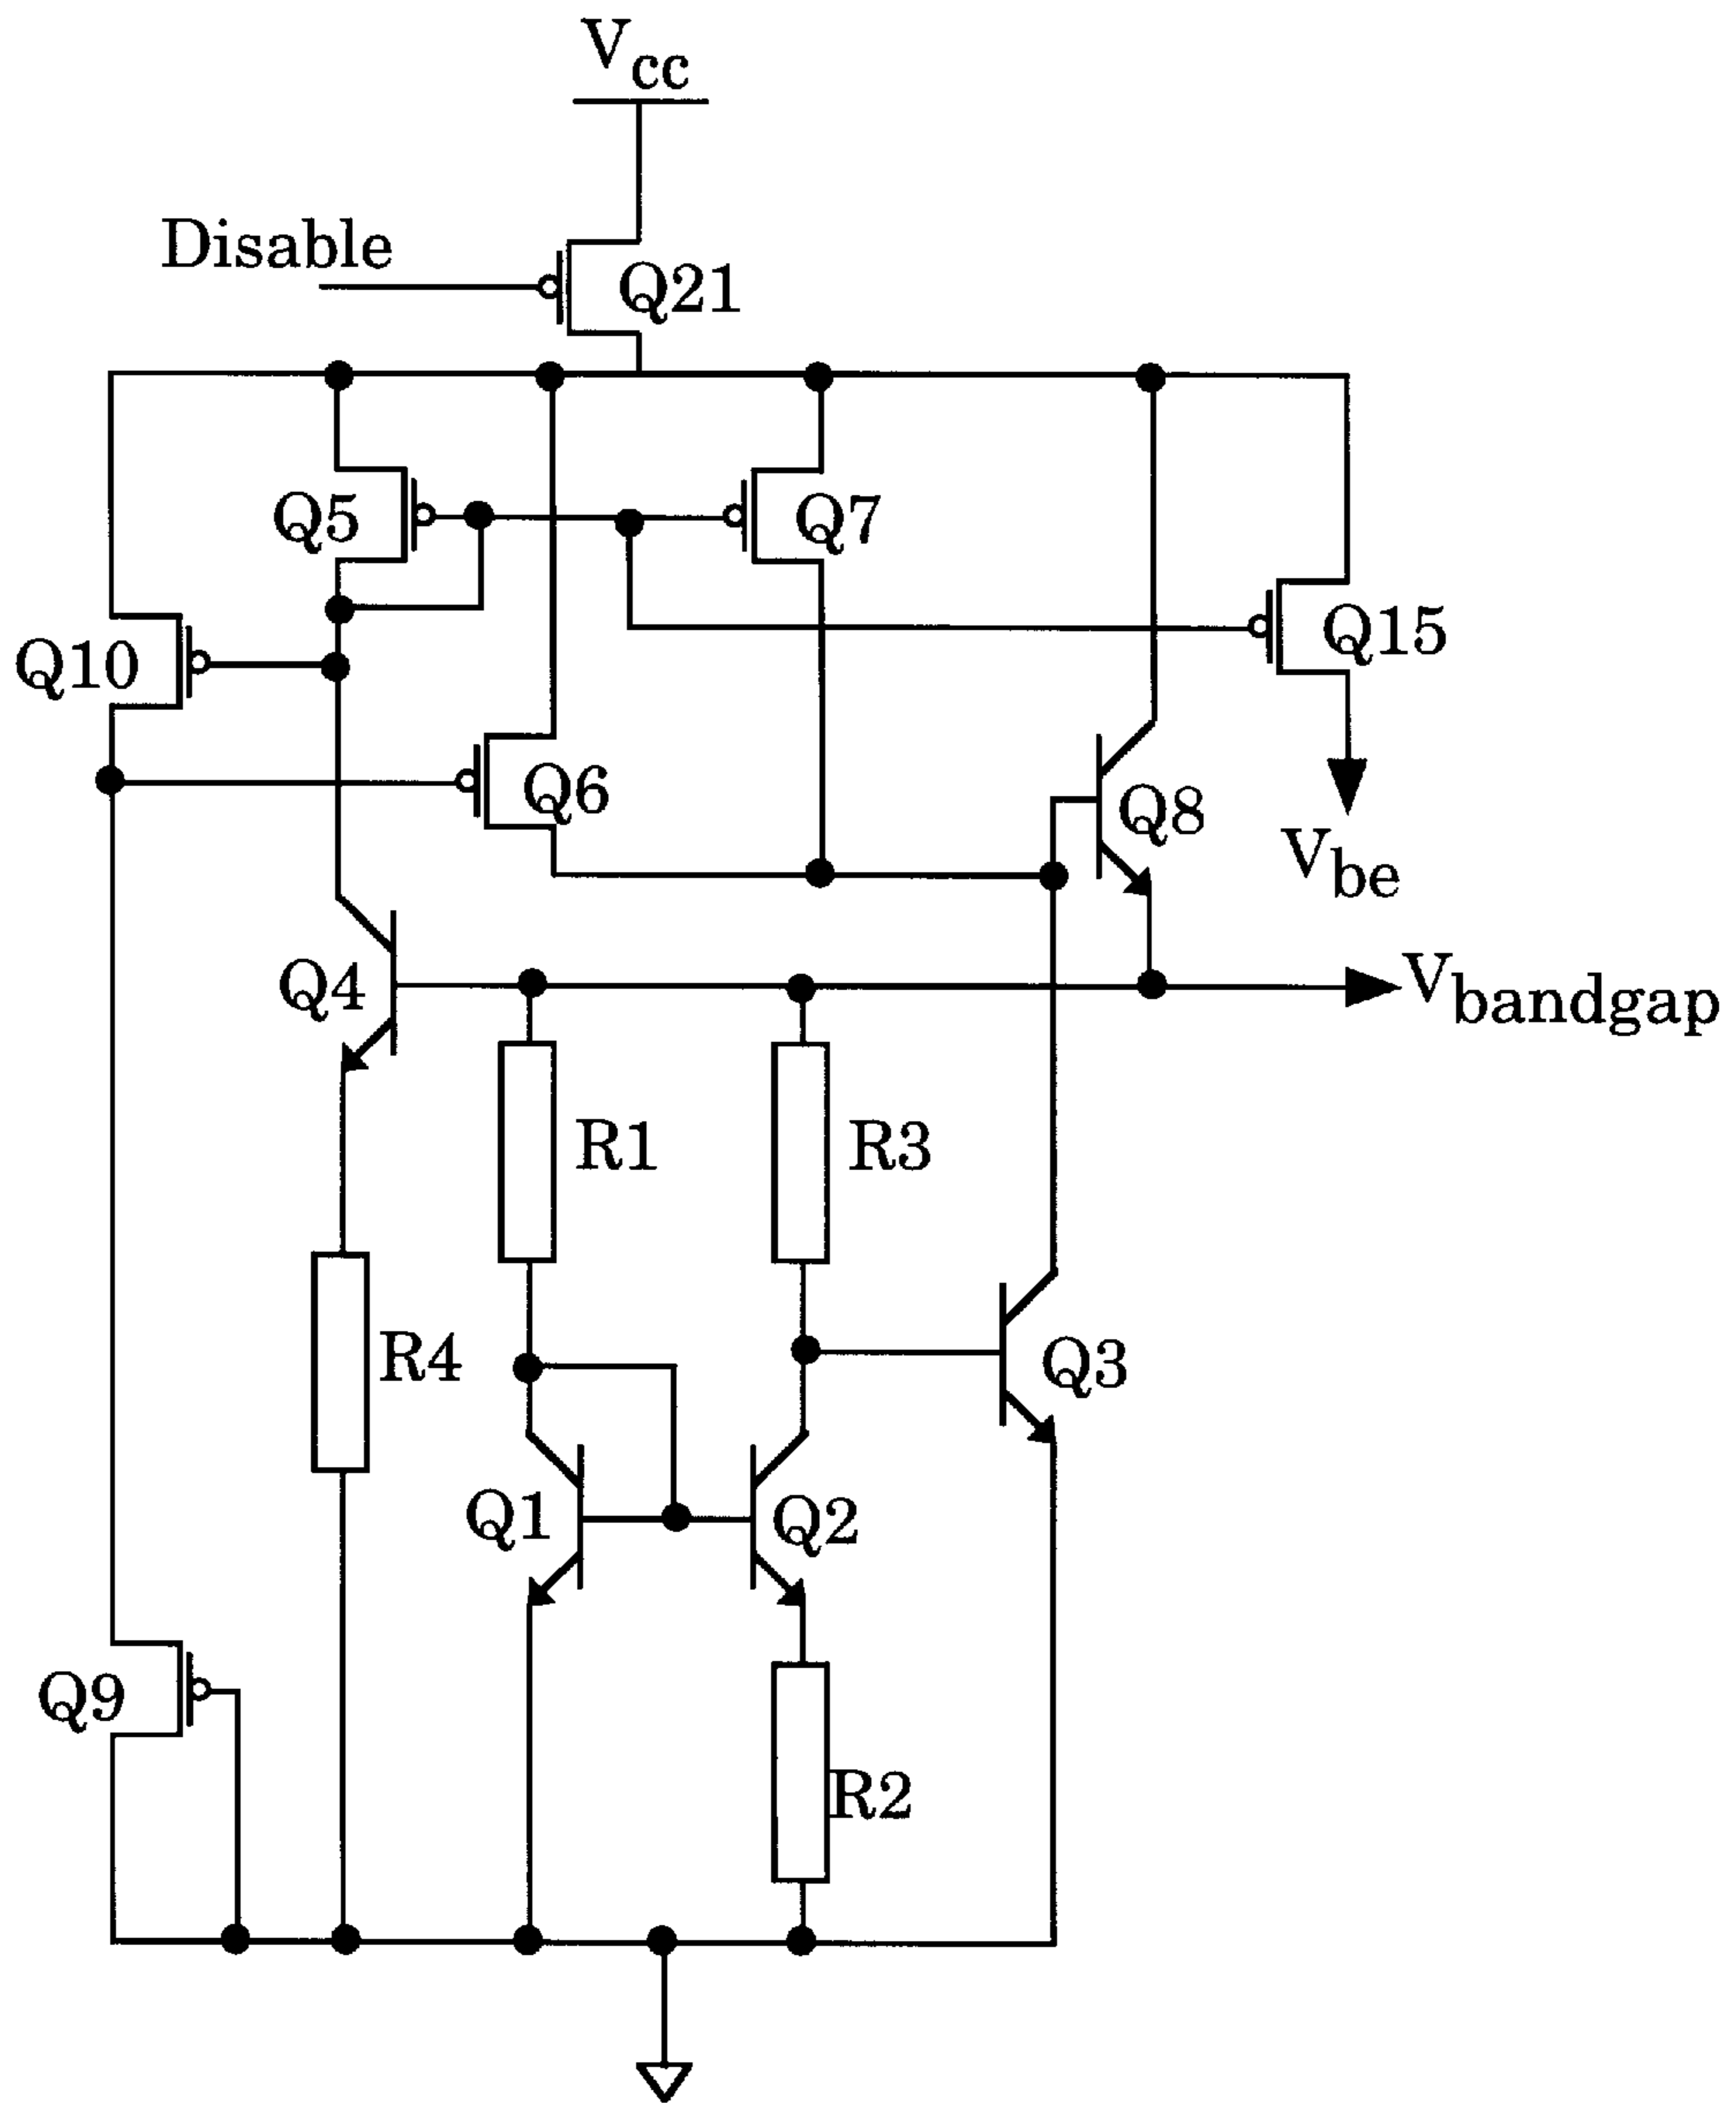 Vcc
Disable
Q21
Q5
Q7
Q10
Q15
Q6
Q8
Vbe
Q4
Vbandgap
R1
R3
R4
Q3
Q1
Q2
Q9
R2